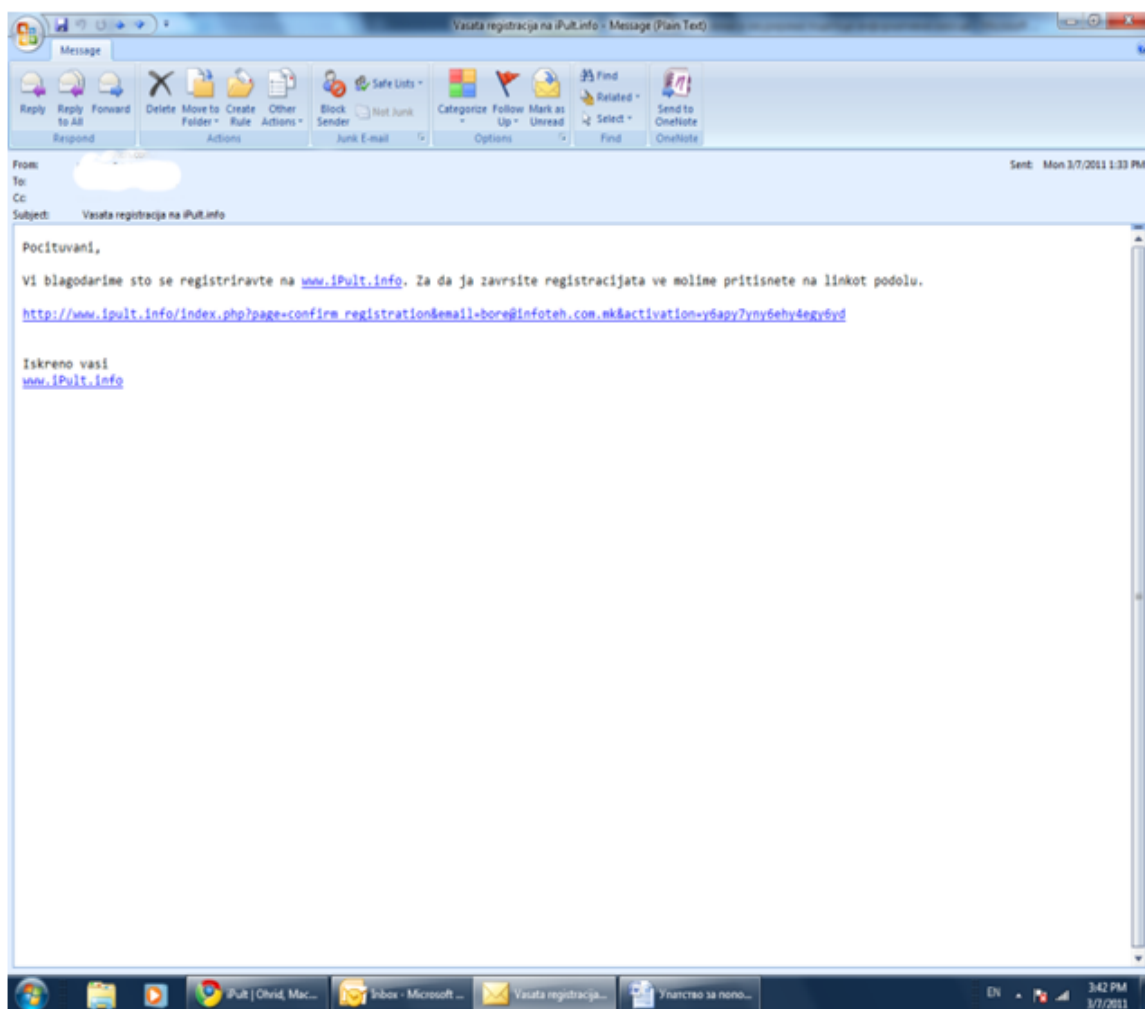 Vasata registracija na iPult.info - Message (Plain Text)
Message
Reply
Reply to All
Forward
Respond
Delete
Move to Folder
Create Rule
Other Actions
Actions
Block Sender
Safe Lists
Not Junk
Junk E-mail
Categorize
Follow Up
Mark as Unread
Options
Find
Related
Select
Find
Send to OneNote
OneNote
From:
Sent: Mon 3/7/2011 1:33 PM
To:
Cc:
Subject: Vasata registracija na iPult.info
Pocituvani,
Vi blagodarime sto se registriravte na www.iPult.info. Za da ja zavrsite registracijata ve molime pritisnete na linkot podolu.
http://www.ipult.info/index.php?page=confirm_registration&email=bore@infoteh.com.mk&activation=y6apy7yny6ehy4egy6yd
Iskreno vasi
www.iPult.info
iPult | Ohrid, Mac...
Inbox - Microsoft ...
Vasata registracija...
Упатство за попо...
EN
3:42 PM
3/7/2011